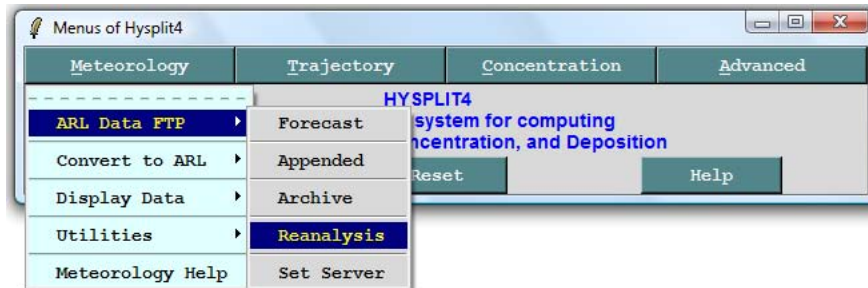 Menus of Hysplit4
Meteorology Trajectory Concentration Advanced
HYSPLIT4
system for computing
Concentration, and Deposition
Reset Help
ARL Data FTP
Convert to ARL
Display Data
Utilities
Meteorology Help
Forecast
Appended
Archive
Reanalysis
Set Server